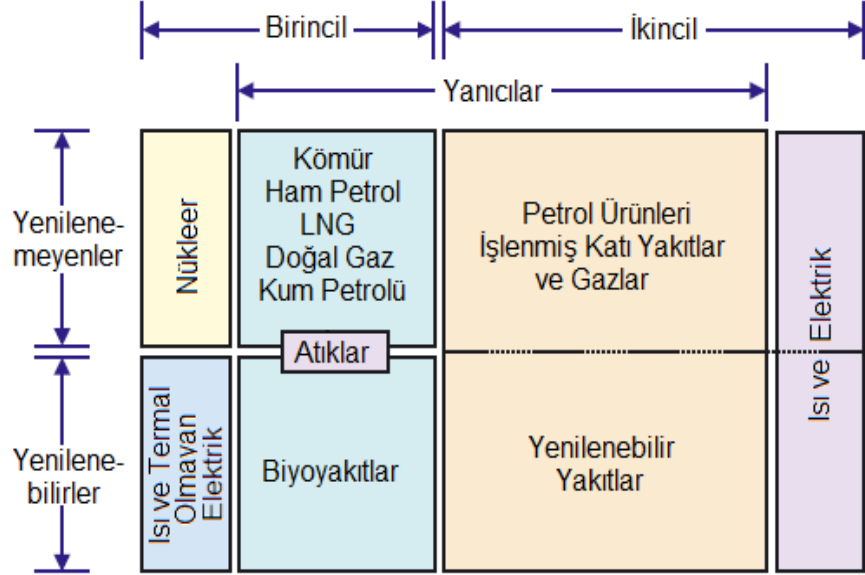 Birincil
İkincil
Yanıcılar
Yenilene-
meyenler
Nükleer
Kömür
Ham Petrol
LNG
Doğal Gaz
Kum Petrolü
Petrol Ürünleri
İşlenmiş Katı Yakıtlar
ve Gazlar
Isı ve Elektrik
Atıklar
Yenilene-
bilirler
Isı ve Termal
Olmayan
Elektrik
Biyoyakıtlar
Yenilenebilir
Yakıtlar